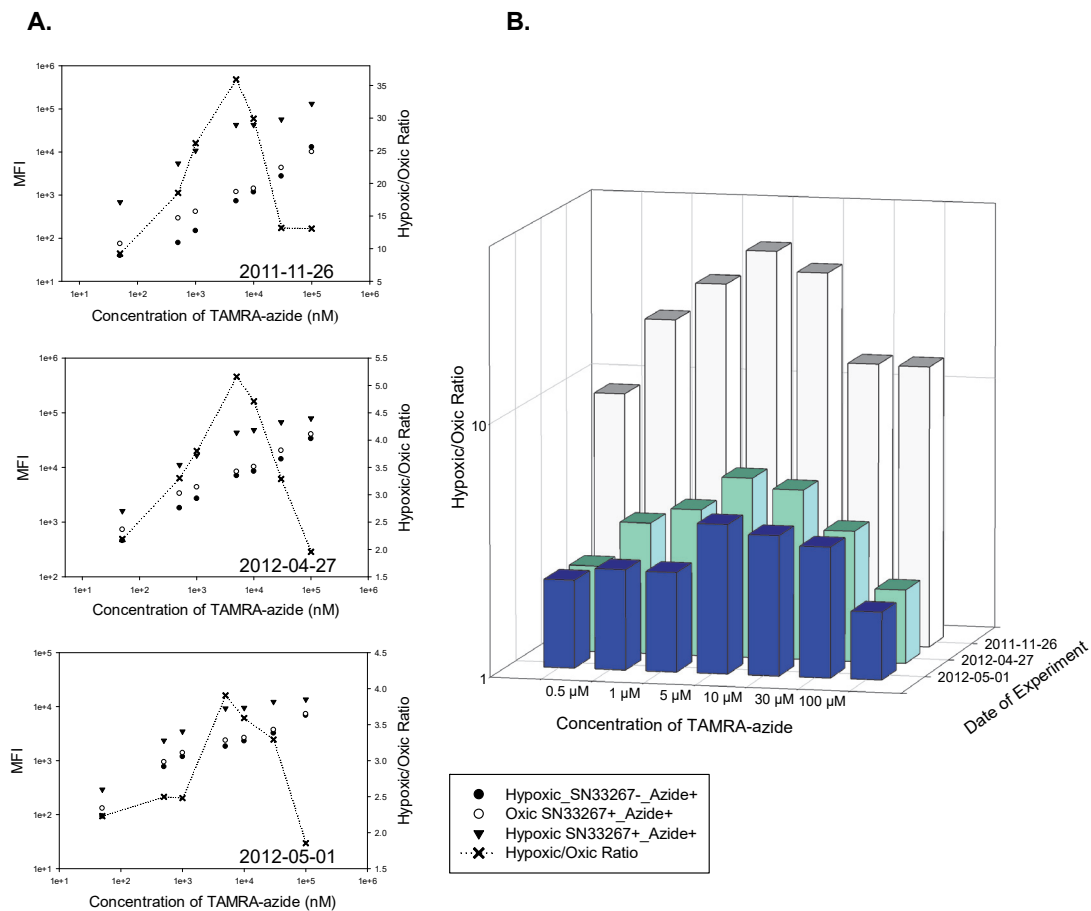 A.
B.
1e+6
1e+5
1e+4
1e+3
1e+2
1e+1
MFI
35
30
25
20
15
10
5
Hypoxic/Oxic Ratio
2011-11-26
1e+1 1e+2 1e+3 1e+4 1e+5 1e+6
Concentration of TAMRA-azide (nM)
1e+6
1e+5
1e+4
1e+3
1e+2
MFI
5.5
5.0
4.5
4.0
3.5
3.0
2.5
2.0
1.5
Hypoxic/Oxic Ratio
2012-04-27
1e+1 1e+2 1e+3 1e+4 1e+5 1e+6
Concentration of TAMRA-azide (nM)
1e+5
1e+4
1e+3
1e+2
1e+1
MFI
4.5
4.0
3.5
3.0
2.5
2.0
1.5
Hypoxic/Oxic Ratio
2012-05-01
1e+1 1e+2 1e+3 1e+4 1e+5 1e+6
Concentration of TAMRA-azide (nM)
Hypoxic/Oxic Ratio
10
1
0.5 µM 1 µM 5 µM 10 µM 30 µM 100 µM
Concentration of TAMRA-azide
2011-11-26
2012-04-27
2012-05-01
Date of Experiment
Hypoxic_SN33267-_Azide+
Oxic SN33267+_Azide+
Hypoxic SN33267+_Azide+
Hypoxic/Oxic Ratio